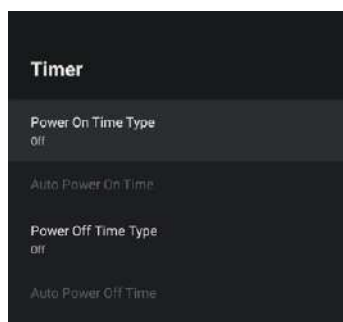 Timer
Power On Time Type
Off
Auto Power On Time
Power Off Time Type
Off
Auto Power Off Time